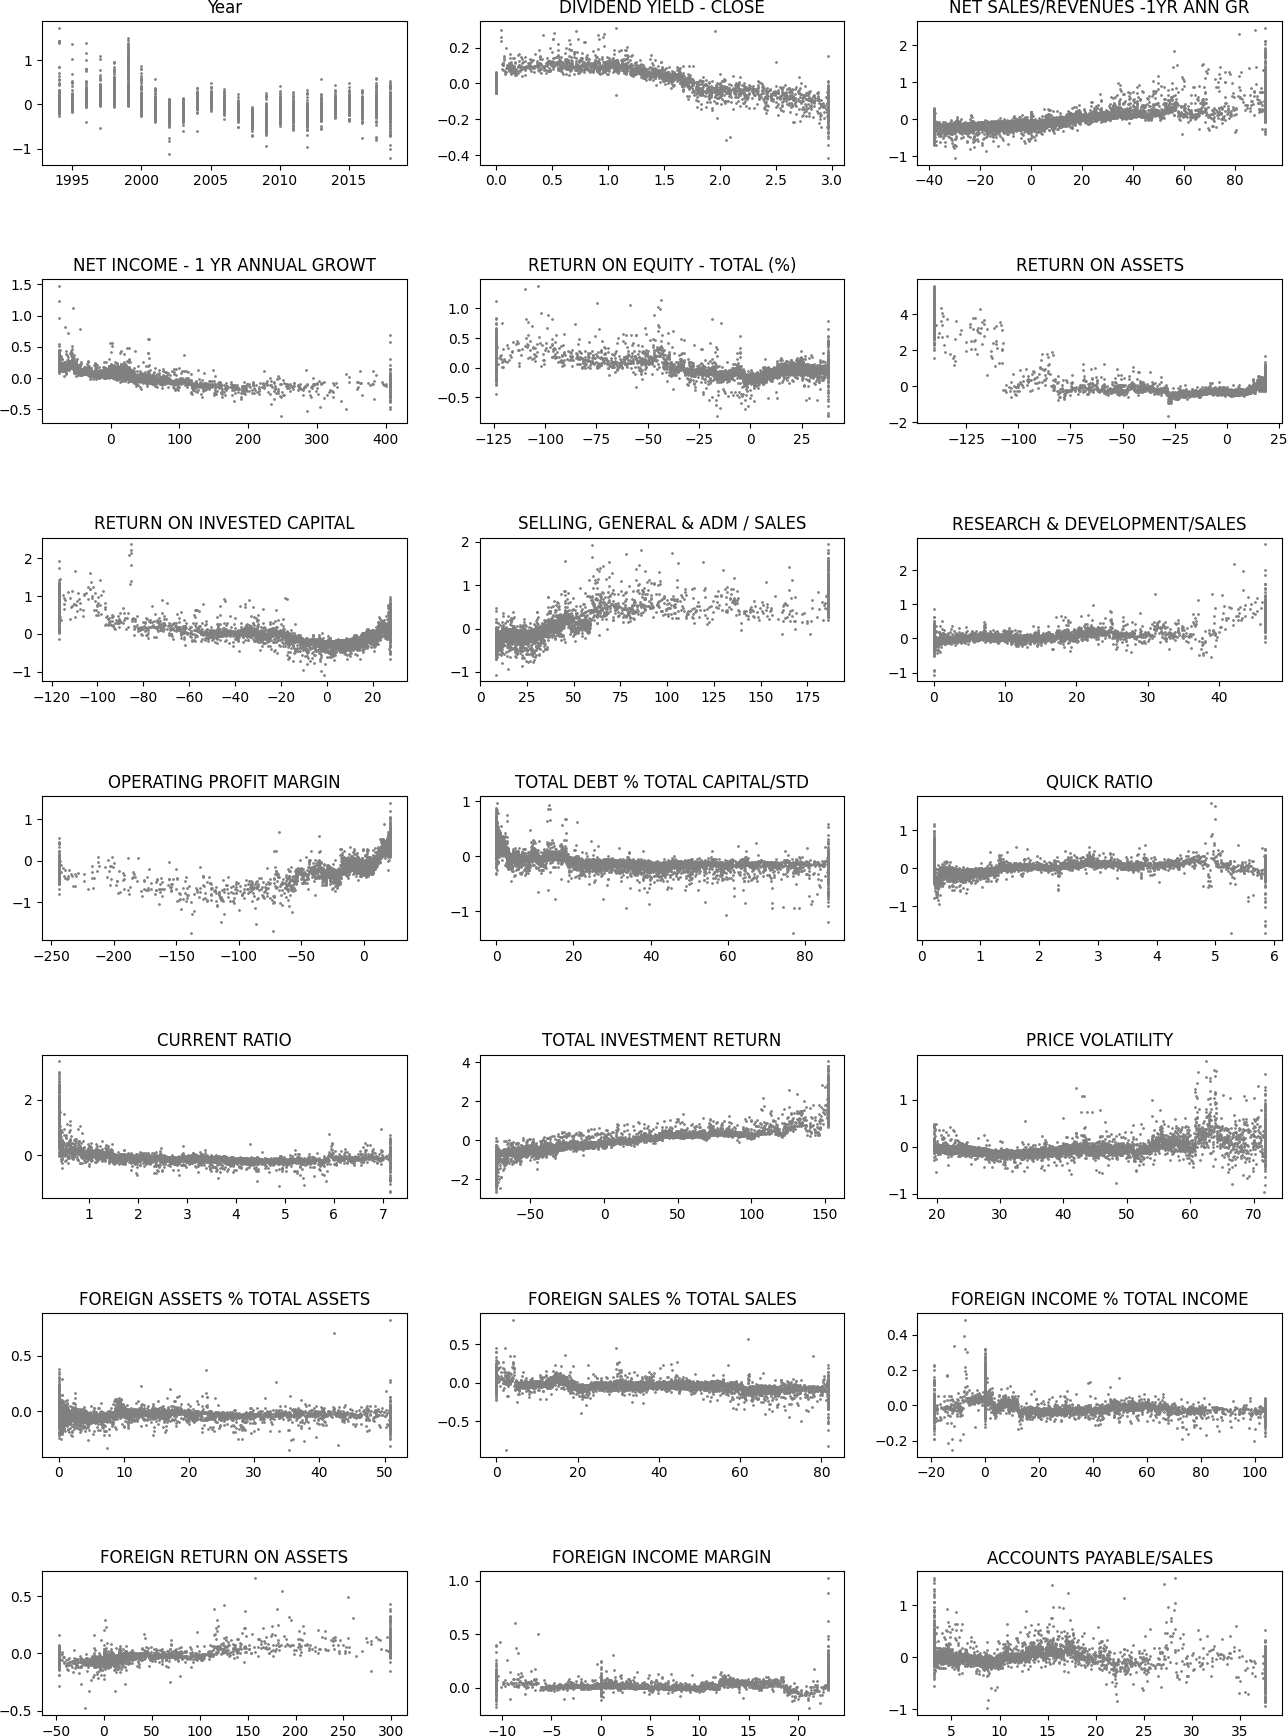 Year DIVIDEND YIELD - CLOSE NET SALES/REVENUES -1YR ANN GR
1 0.2 2
0 0.0 1
−0.2 0
−1 −0.4 −1
1995 2000 2005 2010 2015 0.0 0.5 1.0 1.5 2.0 2.5 3.0 −40 −20 0 20 40 60 80
NET INCOME - 1 YR ANNUAL GROWT RETURN ON EQUITY - TOTAL (%) RETURN ON ASSETS
1.5 1.0 4
1.0 0.5 2
0.5 0.0 0
0.0 −0.5 −2
−0.5
0 100 200 300 400 −125 −100 −75 −50 −25 0 25 −125 −100 −75 −50 −25 0 25
RETURN ON INVESTED CAPITAL SELLING, GENERAL & ADM / SALES RESEARCH & DEVELOPMENT/SALES
2 2 2
1 1 1
0 0 0
−1 −1 −1
−120 −100 −80 −60 −40 −20 0 20 0 25 50 75 100 125 150 175 0 10 20 30 40
OPERATING PROFIT MARGIN TOTAL DEBT % TOTAL CAPITAL/STD QUICK RATIO
1 1 1
0 0 0
−1 −1 −1
−250 −200 −150 −100 −50 0 0 20 40 60 80 0 1 2 3 4 5 6
CURRENT RATIO TOTAL INVESTMENT RETURN PRICE VOLATILITY
2 4 1
0 2 0
0 −1
−2
1 2 3 4 5 6 7 −50 0 50 100 150 20 30 40 50 60 70
FOREIGN ASSETS % TOTAL ASSETS FOREIGN SALES % TOTAL SALES FOREIGN INCOME % TOTAL INCOME
0.5 0.5 0.4
0.0 0.0 0.2
−0.5 0.0
−0.2
0 10 20 30 40 50 0 20 40 60 80 −20 0 20 40 60 80 100
FOREIGN RETURN ON ASSETS FOREIGN INCOME MARGIN ACCOUNTS PAYABLE/SALES
0.5 1.0 1
0.0 0.5 0
−0.5 0.0 −1
−50 0 50 100 150 200 250 300 −10 −5 0 5 10 15 20 5 10 15 20 25 30 35